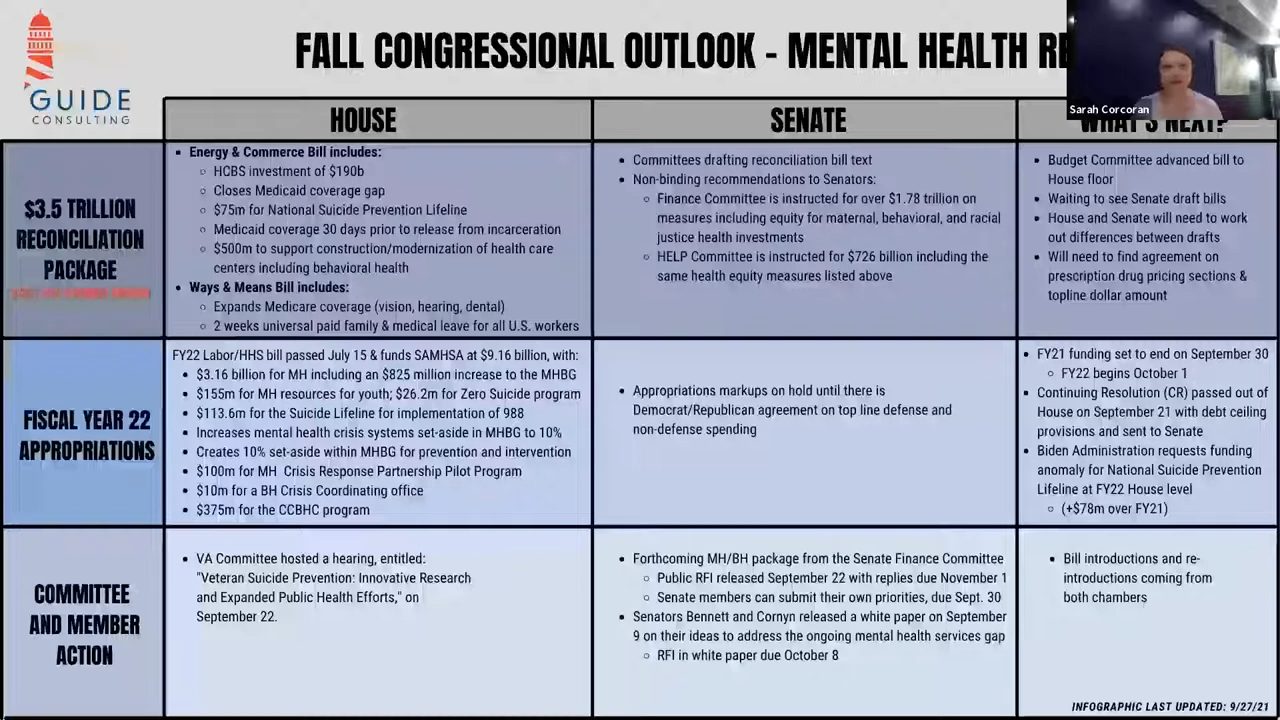 FALL CONGRESSIONAL OUTLOOK - MENTAL HEALTH RE
Sarah Corcoran
GUIDE
CONSULTING
HOUSE
SENATE
WHAT'S NEXT?
$3.5 TRILLION
RECONCILIATION
PACKAGE
• Energy & Commerce Bill includes:
○ HCBS investment of $190b
○ Closes Medicaid coverage gap
○ $75m for National Suicide Prevention Lifeline
○ Medicaid coverage 30 days prior to release from incarceration
○ $500m to support construction/modernization of health care
centers including behavioral health
• Ways & Means Bill includes:
○ Expands Medicare coverage (vision, hearing, dental)
○ 2 weeks universal paid family & medical leave for all U.S. workers
• Committees drafting reconciliation bill text
• Non-binding recommendations to Senators:
○ Finance Committee is instructed for over $1.78 trillion on
measures including equity for maternal, behavioral, and racial
justice health investments
○ HELP Committee is instructed for $726 billion including the
same health equity measures listed above
• Budget Committee advanced bill to
House floor
• Waiting to see Senate draft bills
• House and Senate will need to work
out differences between drafts
• Will need to find agreement on
prescription drug pricing sections &
topline dollar amount
FISCAL YEAR 22
APPROPRIATIONS
FY22 Labor/HHS bill passed July 15 & funds SAMHSA at $9.16 billion, with:
• $3.16 billion for MH including an $825 million increase to the MHBG
• $155m for MH resources for youth; $26.2m for Zero Suicide program
• $113.6m for the Suicide Lifeline for implementation of 988
• Increases mental health crisis systems set-aside in MHBG to 10%
• Creates 10% set-aside within MHBG for prevention and intervention
• $100m for MH Crisis Response Partnership Pilot Program
• $10m for a BH Crisis Coordinating office
• $375m for the CCBHC program
• Appropriations markups on hold until there is
Democrat/Republican agreement on top line defense and
non-defense spending
• FY21 funding set to end on September 30
○ FY22 begins October 1
• Continuing Resolution (CR) passed out of
House on September 21 with debt ceiling
provisions and sent to Senate
• Biden Administration requests funding
anomaly for National Suicide Prevention
Lifeline at FY22 House level
○ (+$78m over FY21)
COMMITTEE
AND MEMBER
ACTION
• VA Committee hosted a hearing, entitled:
"Veteran Suicide Prevention: Innovative Research
and Expanded Public Health Efforts," on
September 22.
• Forthcoming MH/BH package from the Senate Finance Committee
○ Public RFI released September 22 with replies due November 1
○ Senate members can submit their own priorities, due Sept. 30
• Senators Bennett and Cornyn released a white paper on September
9 on their ideas to address the ongoing mental health services gap
○ RFI in white paper due October 8
• Bill introductions and re-
introductions coming from
both chambers
INFOGRAPHIC LAST UPDATED: 9/27/21